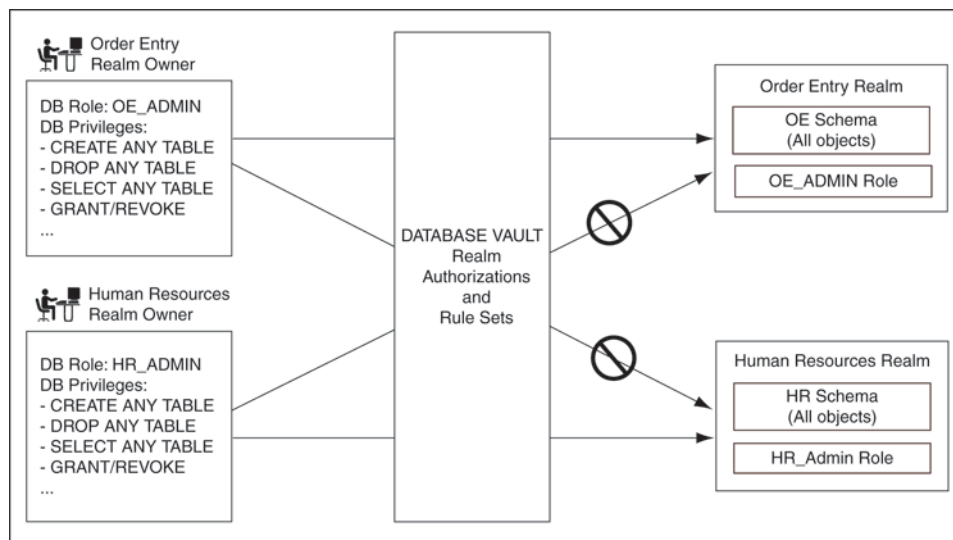 Order Entry
Realm Owner
DB Role: OE_ADMIN
DB Privileges:
- CREATE ANY TABLE
- DROP ANY TABLE
- SELECT ANY TABLE
- GRANT/REVOKE
...
Human Resources
Realm Owner
DB Role: HR_ADMIN
DB Privileges:
- CREATE ANY TABLE
- DROP ANY TABLE
- SELECT ANY TABLE
- GRANT/REVOKE
...
DATABASE VAULT
Realm
Authorizations
and
Rule Sets
Order Entry Realm
OE Schema
(All objects)
OE_ADMIN Role
Human Resources Realm
HR Schema
(All objects)
HR_Admin Role